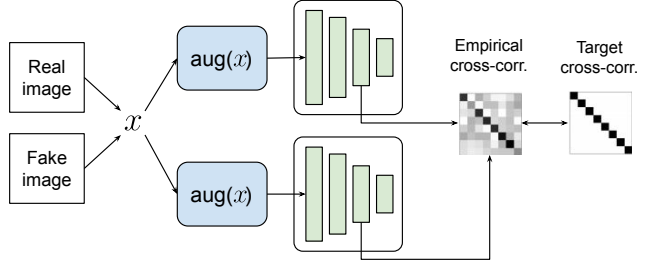 Real
image
Fake
image
x
aug(x)
aug(x)
Empirical
cross-corr.
Target
cross-corr.